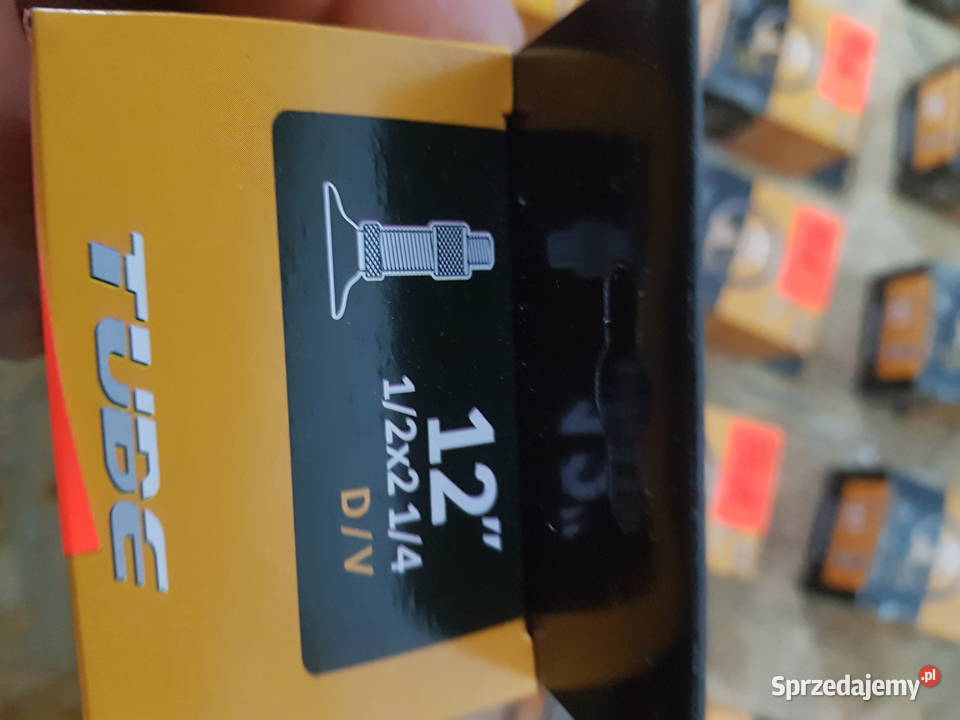 12"
1/2x2 1/4
D/V
TUBE
Sprzedajemy.pl